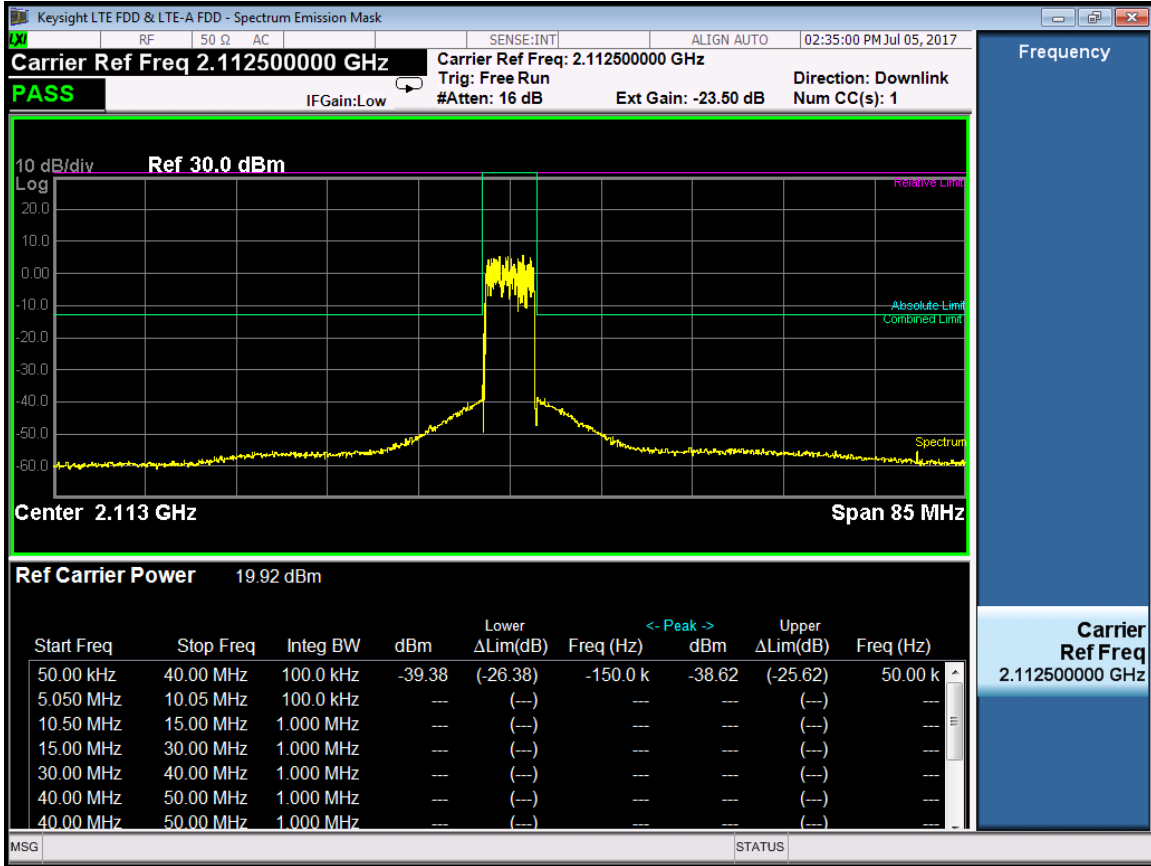 Keysight LTE FDD & LTE-A FDD - Spectrum Emission Mask
LXI RF 50 Ω AC SENSE:INT ALIGN AUTO 02:35:00 PM Jul 05, 2017
Carrier Ref Freq 2.112500000 GHz
Carrier Ref Freq: 2.112500000 GHz
Trig: Free Run Direction: Downlink
PASS IFGain:Low #Atten: 16 dB Ext Gain: -23.50 dB Num CC(s): 1
10 dB/div Ref 30.0 dBm
Log
Relative Limit
20.0
10.0
0.00
-10.0
Absolute Limit
Combined Limit
-20.0
-30.0
-40.0
-50.0
Spectrum
-60.0
Center 2.113 GHz Span 85 MHz
Ref Carrier Power 19.92 dBm
Lower <- Peak -> Upper
Start Freq Stop Freq Integ BW dBm ΔLim(dB) Freq (Hz) dBm ΔLim(dB) Freq (Hz)
50.00 kHz 40.00 MHz 100.0 kHz -39.38 (-26.38) -150.0 k -38.62 (-25.62) 50.00 k
5.050 MHz 10.05 MHz 100.0 kHz --- (---) --- --- (---) ---
10.50 MHz 15.00 MHz 1.000 MHz --- (---) --- --- (---) ---
15.00 MHz 30.00 MHz 1.000 MHz --- (---) --- --- (---) ---
30.00 MHz 40.00 MHz 1.000 MHz --- (---) --- --- (---) ---
40.00 MHz 50.00 MHz 1.000 MHz --- (---) --- --- (---) ---
40.00 MHz 50.00 MHz 1.000 MHz --- (---) --- --- (---) ---
MSG STATUS
Frequency
Carrier
Ref Freq
2.112500000 GHz